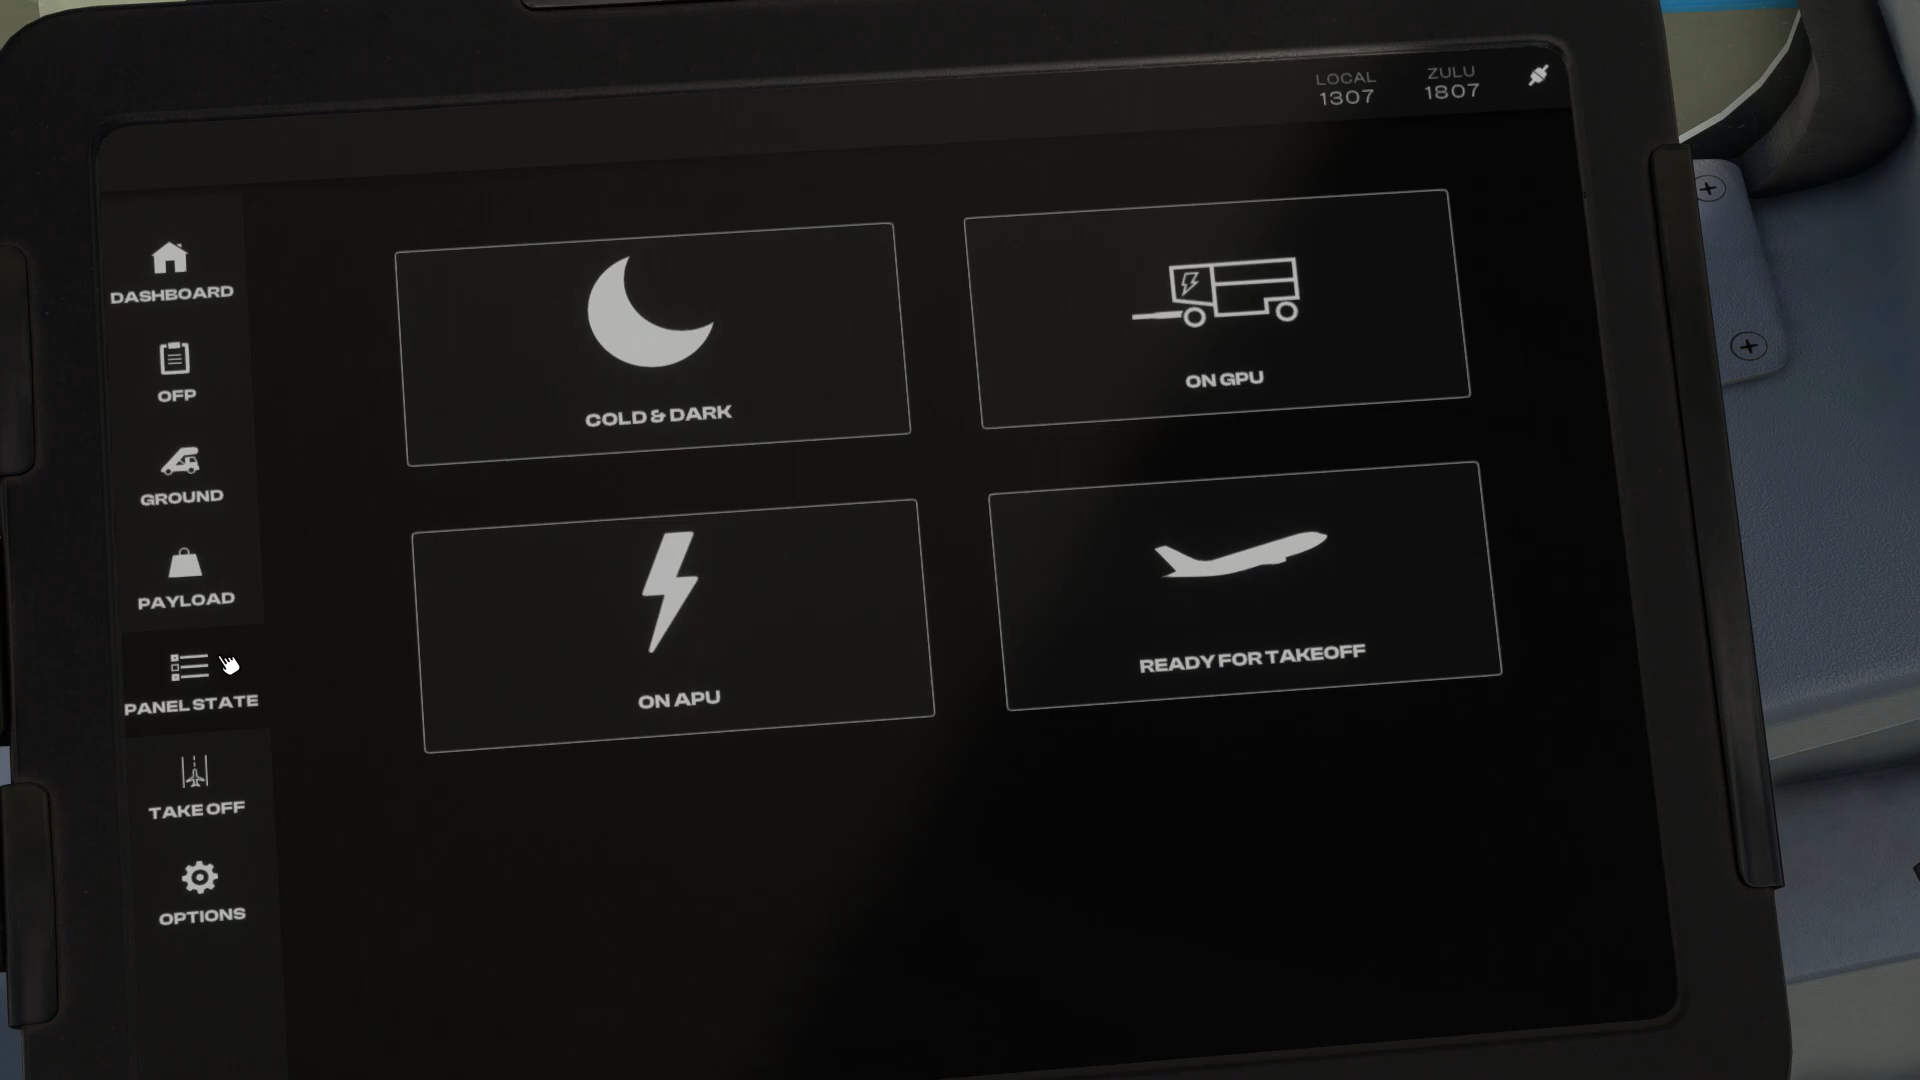 LOCAL
1307
ZULU
1807
DASHBOARD
OFP
GROUND
PAYLOAD
PANEL STATE
TAKE OFF
OPTIONS
COLD & DARK
ON GPU
ON APU
READY FOR TAKEOFF